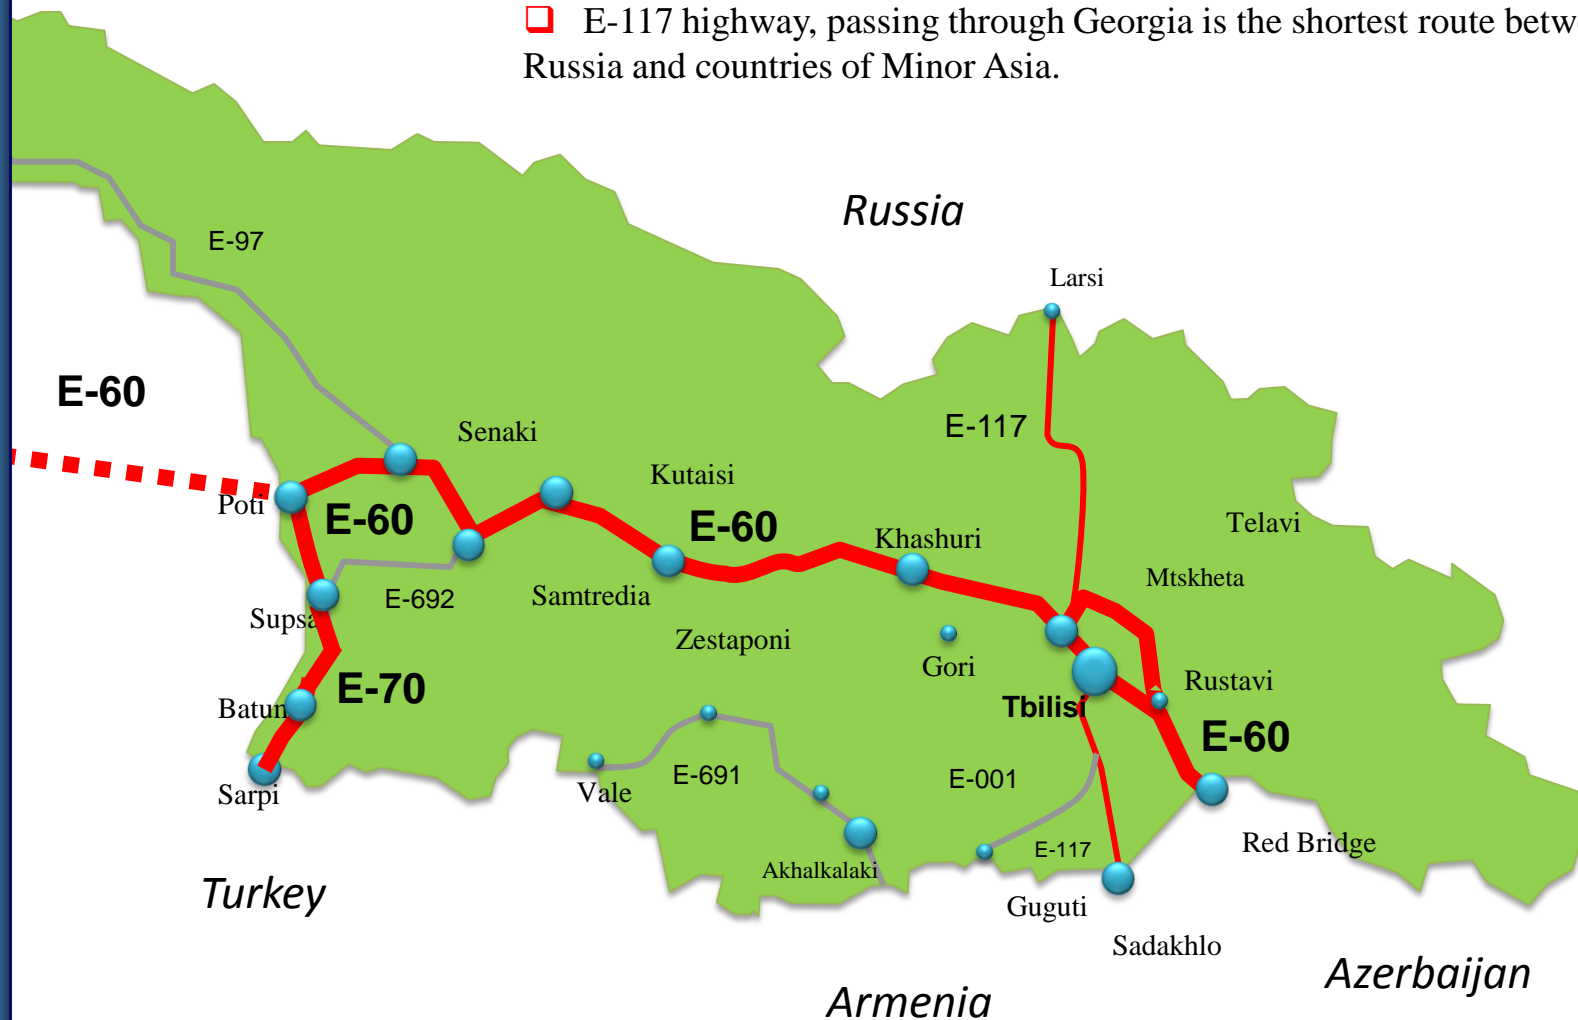 E-117 highway, passing through Georgia is the shortest route betw
Russia and countries of Minor Asia.
Russia
E-97
Larsi
E-60
E-117
Senaki
Kutaisi
Poti
E-60
E-60
Khashuri
Telavi
Mtskheta
E-692
Samtredia
Supsa
Zestaponi
Gori
E-70
Rustavi
Batum
Tbilisi
E-60
E-691
E-001
Vale
Sarpi
E-117
Red Bridge
Akhalkalaki
Turkey
Guguti
Sadakhlo
Azerbaijan
Armenia